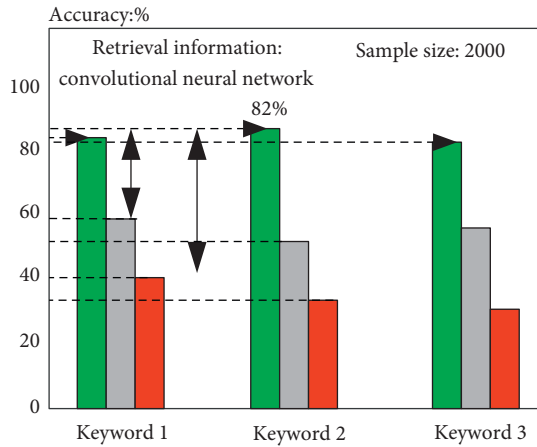 Accuracy:%
Retrieval information:
convolutional neural network
Sample size: 2000
100
82%
80
60
40
20
0
Keyword 1
Keyword 2
Keyword 3